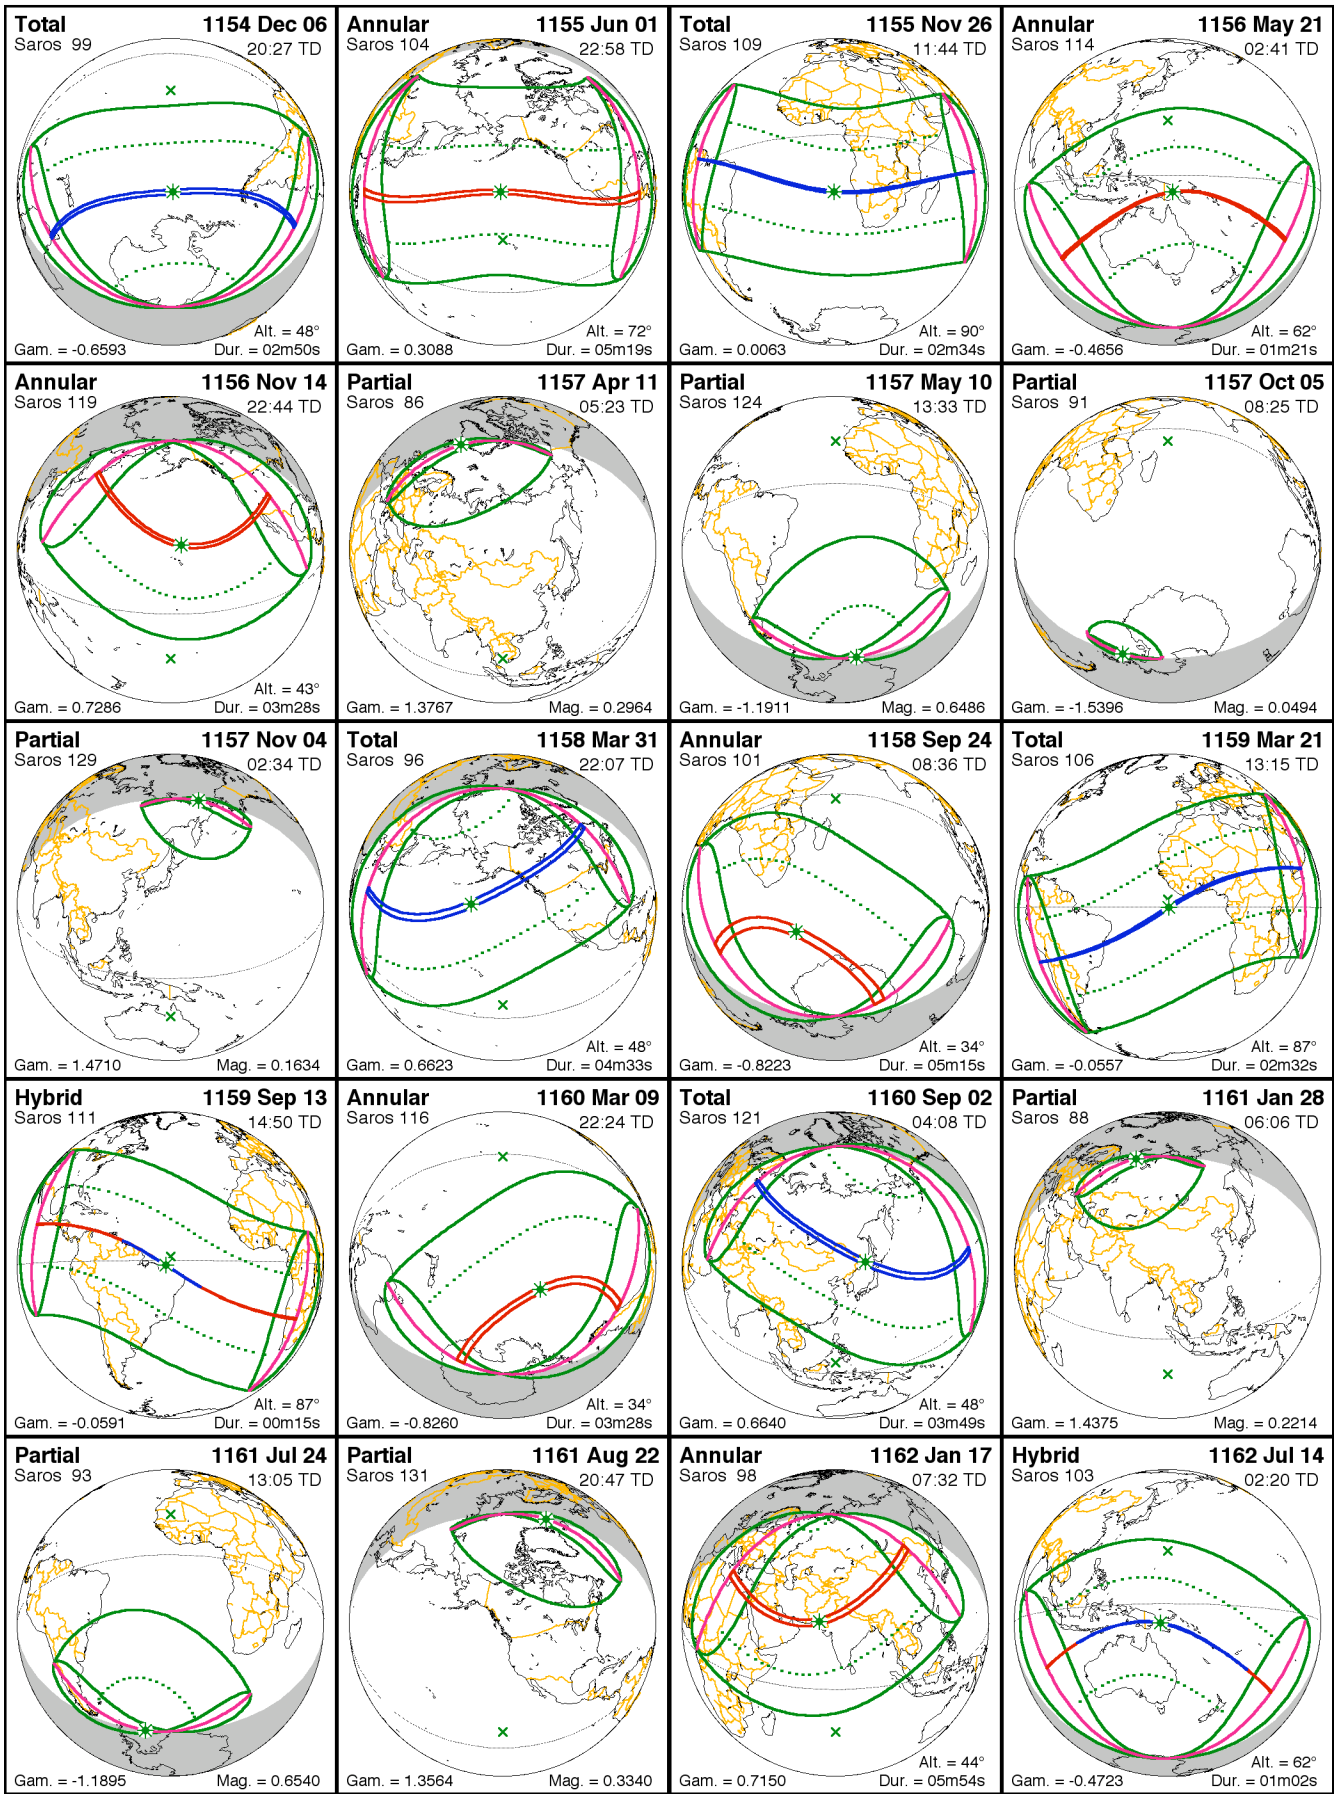 Total 1154 Dec 06
Saros 99 20:27 TD
Alt. = 48°
Gam. = -0.6593 Dur. = 02m50s
Annular 1155 Jun 01
Saros 104 22:58 TD
Alt. = 72°
Gam. = 0.3088 Dur. = 05m19s
Total 1155 Nov 26
Saros 109 11:44 TD
Alt. = 90°
Gam. = 0.0063 Dur. = 02m34s
Annular 1156 May 21
Saros 114 02:41 TD
Alt. = 62°
Gam. = -0.4656 Dur. = 01m21s
Annular 1156 Nov 14
Saros 119 22:44 TD
Alt. = 43°
Gam. = 0.7286 Dur. = 03m28s
Partial 1157 Apr 11
Saros 86 05:23 TD
Gam. = 1.3767 Mag. = 0.2964
Partial 1157 May 10
Saros 124 13:33 TD
Gam. = -1.1911 Mag. = 0.6486
Partial 1157 Oct 05
Saros 91 08:25 TD
Gam. = -1.5396 Mag. = 0.0494
Partial 1157 Nov 04
Saros 129 02:34 TD
Gam. = 1.4710 Mag. = 0.1634
Total 1158 Mar 31
Saros 96 22:07 TD
Alt. = 48°
Gam. = 0.6623 Dur. = 04m33s
Annular 1158 Sep 24
Saros 101 08:36 TD
Alt. = 34°
Gam. = -0.8223 Dur. = 05m15s
Total 1159 Mar 21
Saros 106 13:15 TD
Alt. = 87°
Gam. = -0.0557 Dur. = 02m32s
Hybrid 1159 Sep 13
Saros 111 14:50 TD
Alt. = 87°
Gam. = -0.0591 Dur. = 00m15s
Annular 1160 Mar 09
Saros 116 22:24 TD
Alt. = 34°
Gam. = -0.8260 Dur. = 03m28s
Total 1160 Sep 02
Saros 121 04:08 TD
Alt. = 48°
Gam. = 0.6640 Dur. = 03m49s
Partial 1161 Jan 28
Saros 88 06:06 TD
Gam. = 1.4375 Mag. = 0.2214
Partial 1161 Jul 24
Saros 93 13:05 TD
Gam. = -1.1895 Mag. = 0.6540
Partial 1161 Aug 22
Saros 131 20:47 TD
Gam. = 1.3564 Mag. = 0.3340
Annular 1162 Jan 17
Saros 98 07:32 TD
Alt. = 44°
Gam. = 0.7150 Dur. = 05m54s
Hybrid 1162 Jul 14
Saros 103 02:20 TD
Alt. = 62°
Gam. = -0.4723 Dur. = 01m02s